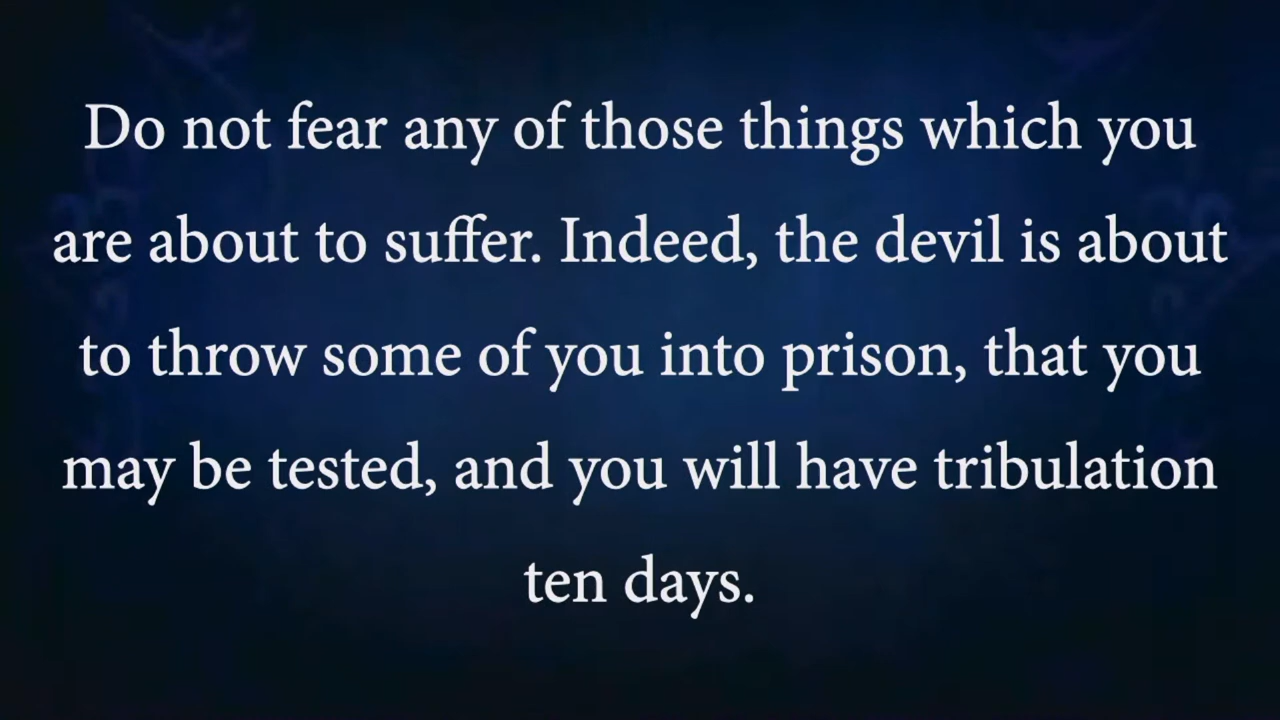 Do not fear any of those things which you
are about to suffer. Indeed, the devil is about
to throw some of you into prison, that you
may be tested, and you will have tribulation
ten days.